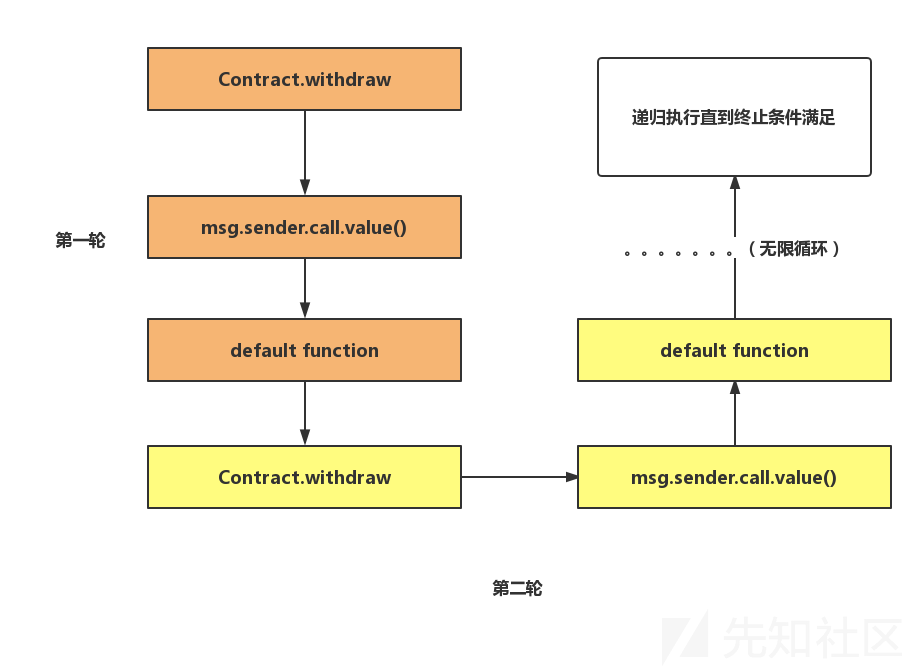 Contract.withdraw
msg.sender.call.value()
第一轮
default function
Contract.withdraw
递归执行直到终止条件满足
。。。。。。。（无限循环）
default function
msg.sender.call.value()
第二轮
先知社区